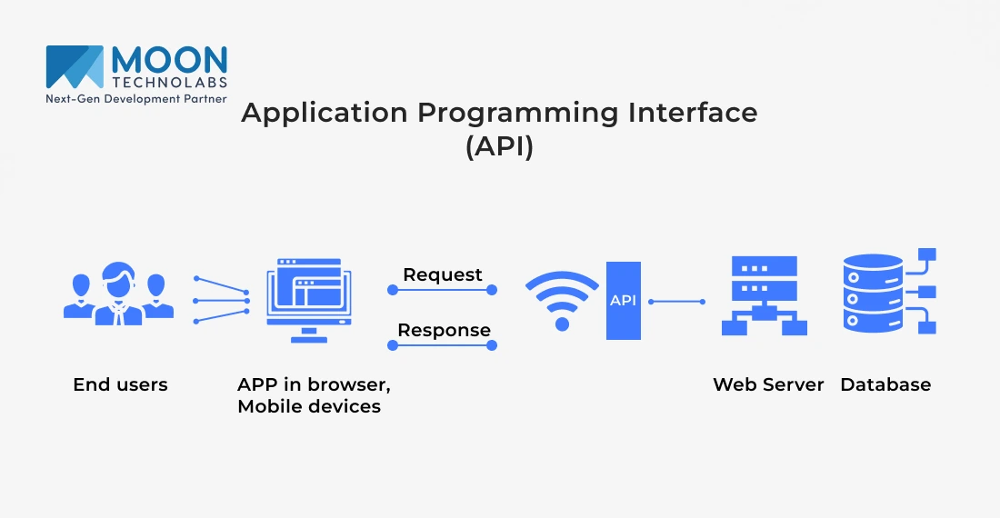 MOON
TECHNOLABS
Next-Gen Development Partner
Application Programming Interface
(API)
Request
API
Response
End users
APP in browser,
Mobile devices
Web Server
Database